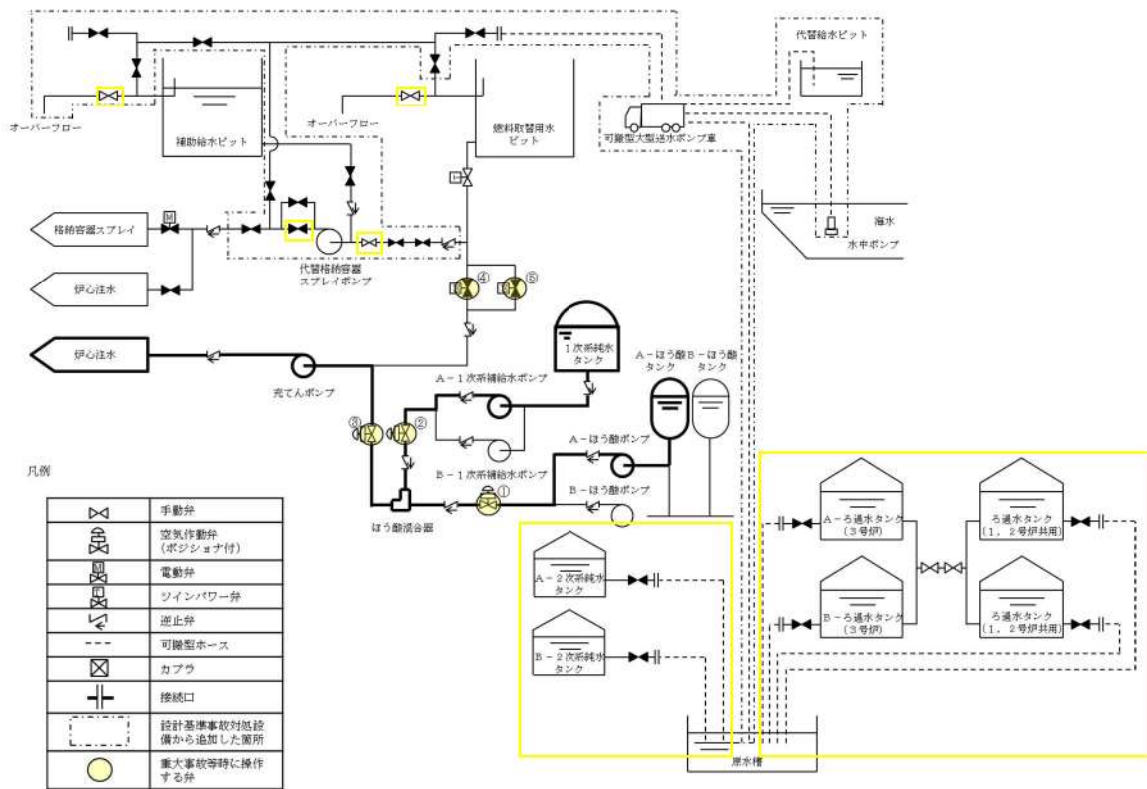 代替給水ピット
オーバーフロー
オーバーフロー
補助給水ピット
燃料取替用水
ピット
可搬型大型送水ポンプ車
海水
水中ポンプ
M
格納容器スプレイ
代替格納容器
スプレイポンプ
④
⑤
炉心注水
炉心注水
1次系純水
タンク
A-ほう酸
タンク
B-ほう酸
タンク
充てんポンプ
A-1次系補給水ポンプ
③
②
A-ほう酸ポンプ
B-1次系補給水ポンプ
①
B-ほう酸ポンプ
ほう酸混合器
A-2次系純水
タンク
B-2次系純水
タンク
A-ろ過水タンク
(3号炉)
ろ過水タンク
(1,2号炉共用)
B-ろ過水タンク
(3号炉)
ろ過水タンク
(1,2号炉共用)
原水槽
凡例
手動弁
空気作動弁
(ポジショナ付)
M
電動弁
ツインパワー弁
逆止弁
可搬型ホース
カプラ
接続口
設計基準事故対処設
備から追加した箇所
重大事故等時に操作
する弁